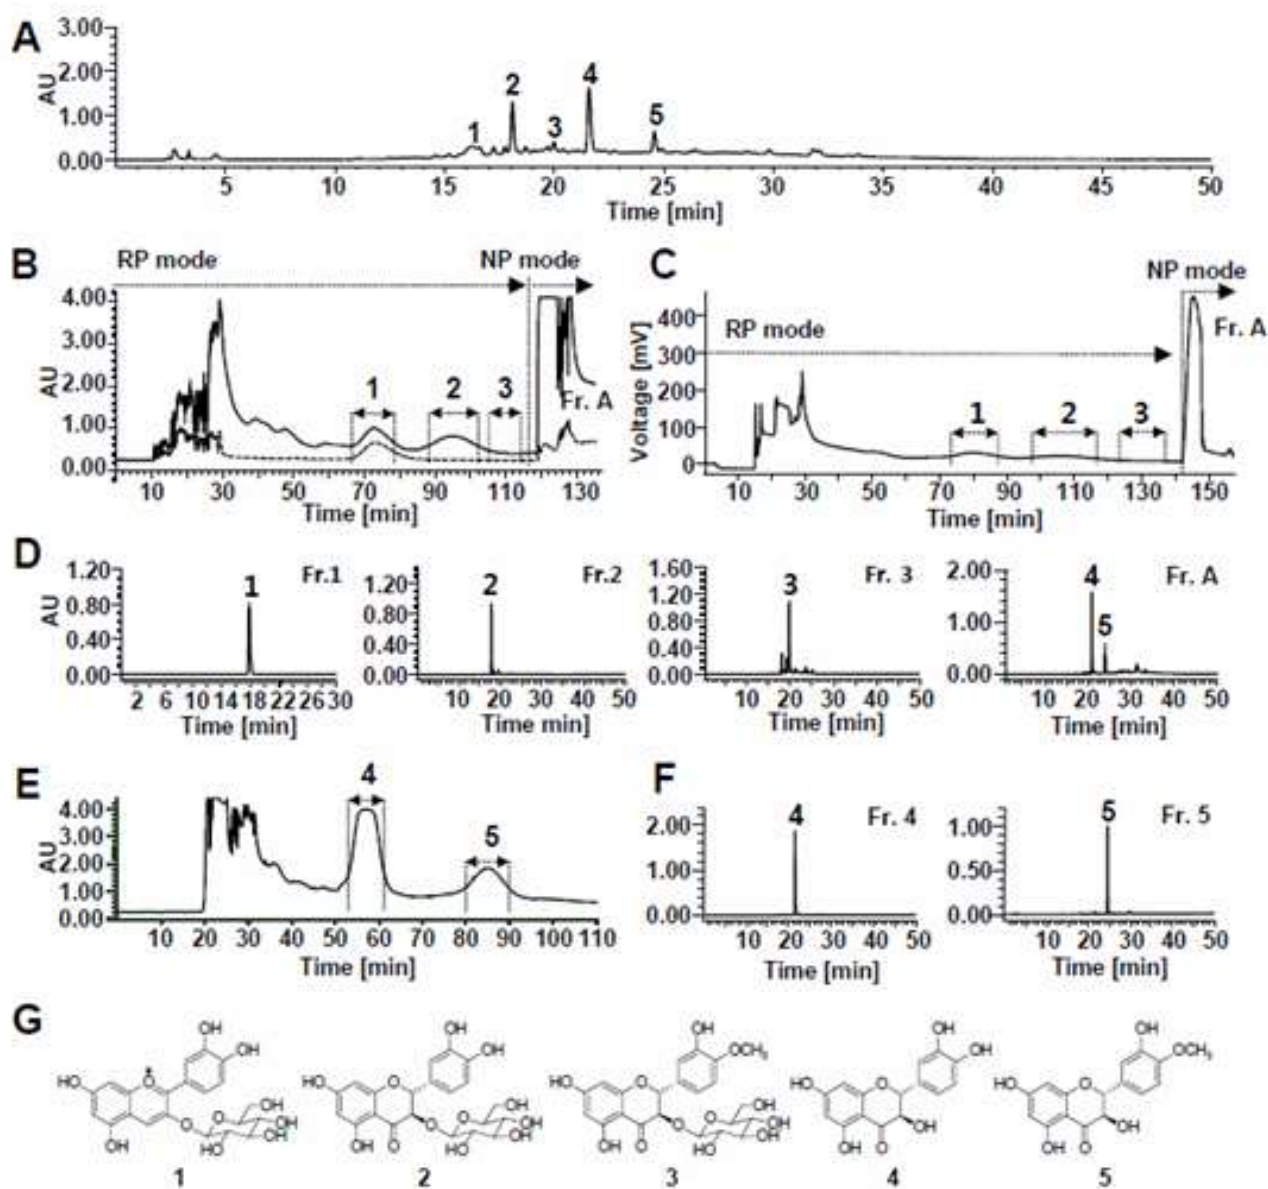 A
3.00
2.00
1.00
0.00
AU
1
2
3
4
5
5
10
15
20
25
30
35
40
45
50
Time [min]
B
RP mode
NP mode
4.00
3.00
2.00
1.00
0.00
AU
1
2
3
Fr. A
10
30
50
70
90
110
130
Time [min]
C
NP mode
RP mode
Fr. A
400
300
200
100
0
Voltage [mV]
1
2
3
10
30
50
70
90
110
130
150
Time [min]
D
1.20
0.80
0.40
0.00
AU
1
Fr.1
2 6 10 14 18 22 26 30
Time [min]
1.20
0.80
0.40
0.00
2
Fr.2
10 20 30 40 50
Time min]
1.60
1.20
0.80
0.40
0.00
3
Fr. 3
10 20 30 40 50
Time [min]
2.00
1.00
0.00
4
5
Fr. A
10 20 30 40 50
Time [min]
E
4.00
3.00
2.00
1.00
0.00
AU
4
5
10 20 30 40 50 60 70 80 90 100 110
Time [min]
F
2.00
1.00
0.00
4
Fr. 4
10 20 30 40 50
Time [min]
1.00
0.50
0.00
5
Fr. 5
10 20 30 40 50
Time [min]
G
OH
OH
HO
O
+
OH
O
HO
OH
HO
OH
1
OH
OH
HO
O
OH
O
O
HO
OH
HO
OH
2
OH
OCH3
HO
O
OH
O
O
HO
OH
HO
OH
3
OH
OH
HO
O
OH
OH
O
4
OH
OCH3
HO
O
OH
OH
O
5